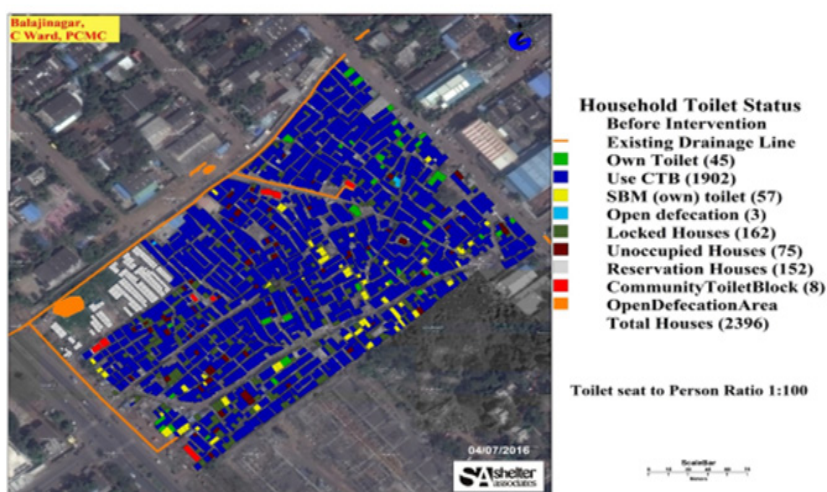 Balajinagar,
C Ward, PCMC
Household Toilet Status
Before Intervention
Existing Drainage Line
Own Toilet (45)
Use CTB (1902)
SBM (own) toilet (57)
Open defecation (3)
Locked Houses (162)
Unoccupied Houses (75)
Reservation Houses (152)
CommunityToiletBlock (8)
OpenDefecationArea
Total Houses (2396)
Toilet seat to Person Ratio 1:100
04/07/2016
SA shelter
associates
ScaleBar
Meters